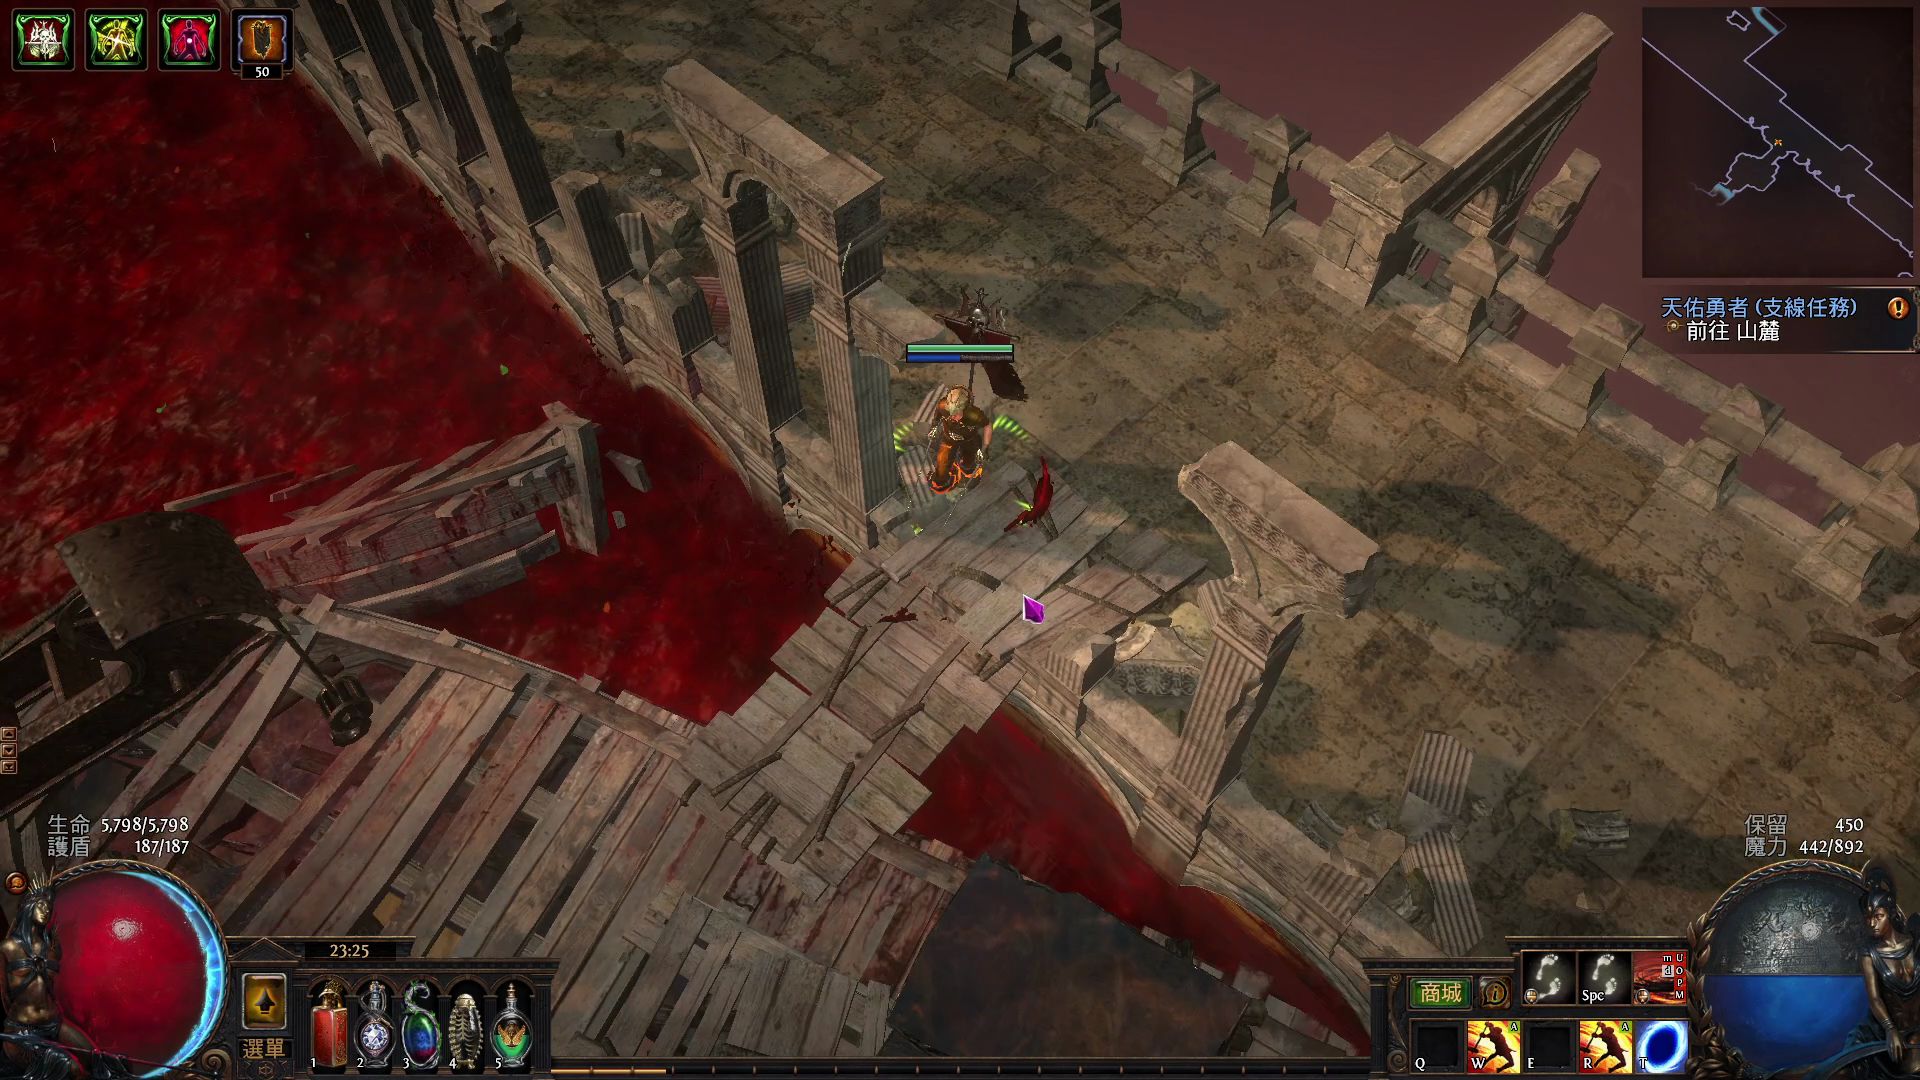 50
天佑勇者 (支線任務)
前往 山麓
生命 5,798/5,798
護盾 187/187
保留 450
魔力 442/892
23:25
選單
1
2
3
4
5
商城
Spc
Q
W
A
E
R
A
T